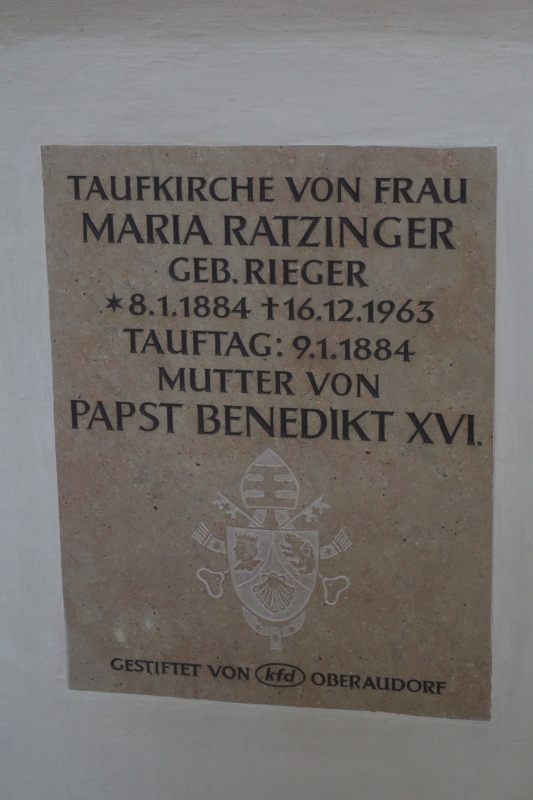 TAUFKIRCHE VON FRAU
MARIA RATZINGER
GEB. RIEGER
✶8.1.1884 ✝16.12.1963
TAUFTAG: 9.1.1884
MUTTER VON
PAPST BENEDIKT XVI.
GESTIFTET VON kfd OBERAUDORF